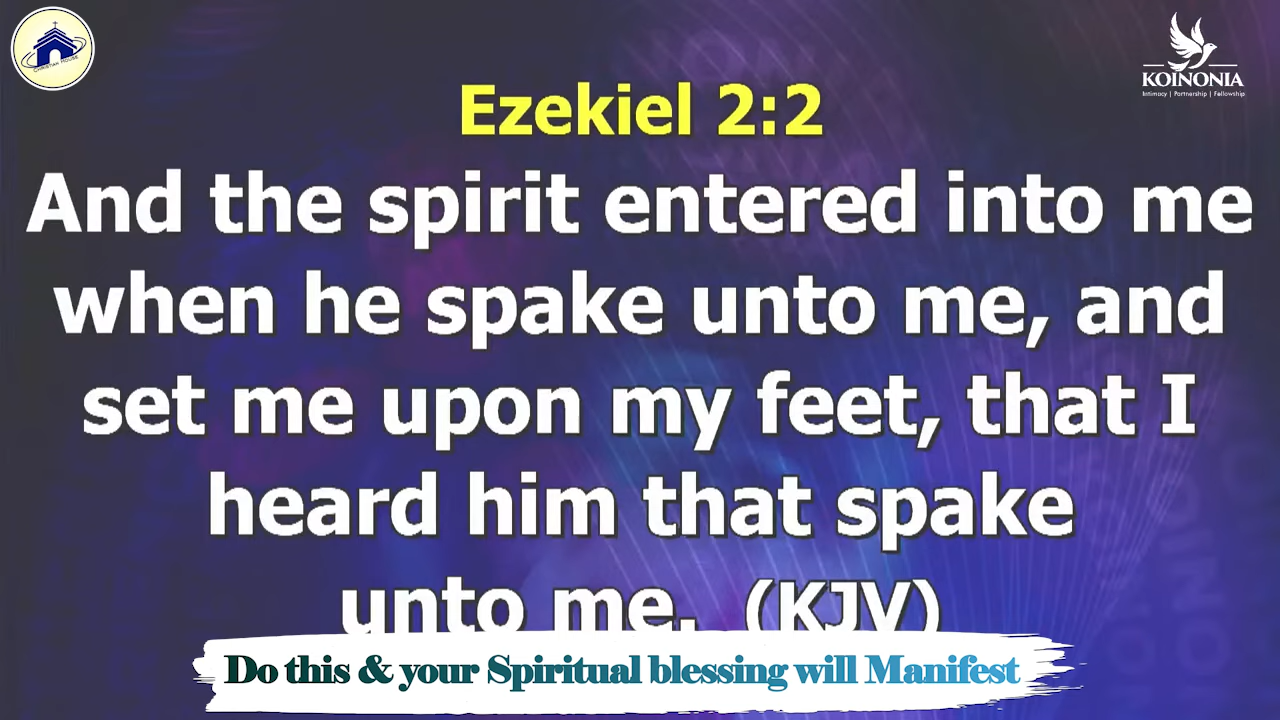 CHRISTIAN HOUSE
KOINONIA
Intimacy | Partnership | Fellowship
Ezekiel 2:2
And the spirit entered into me
when he spake unto me, and
set me upon my feet, that I
heard him that spake
unto me. (KJV)
Do this & your Spiritual blessing will Manifest